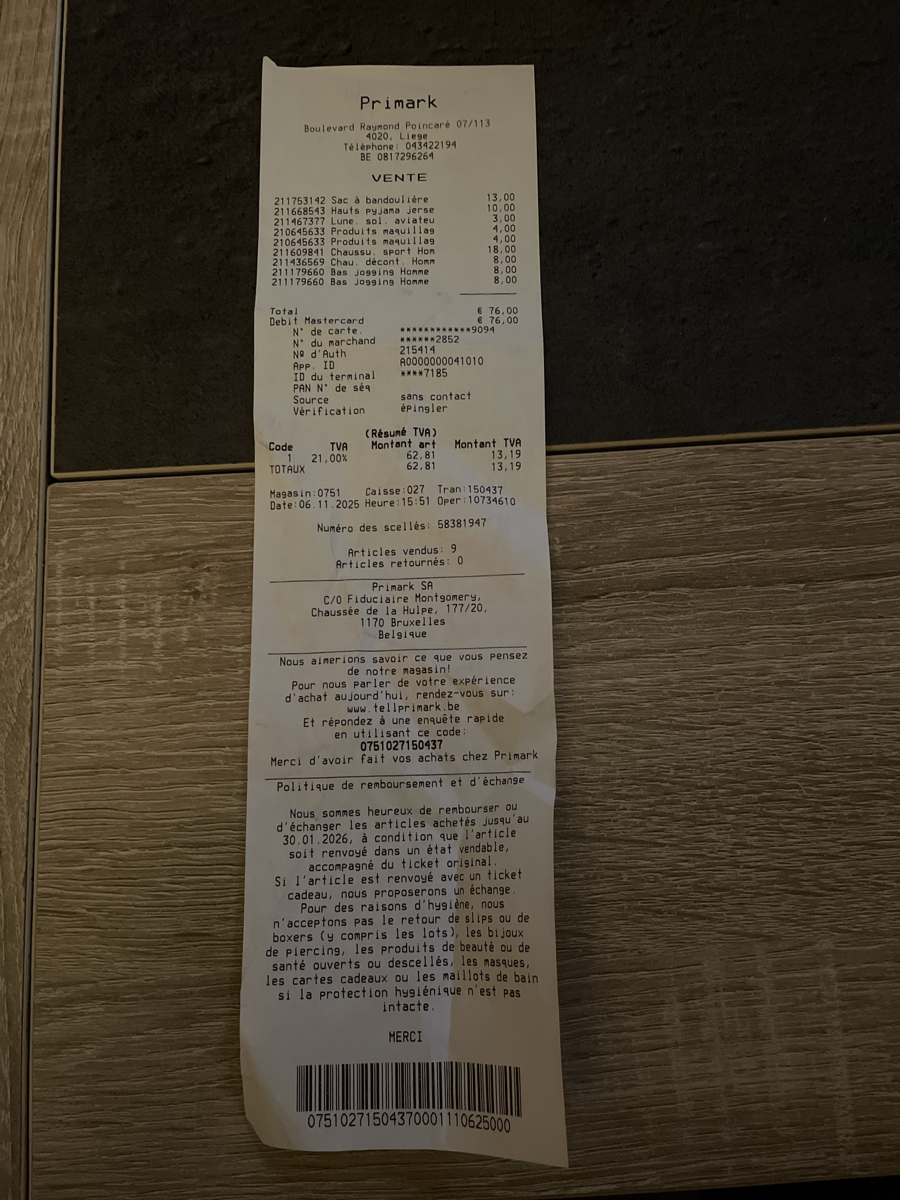 Primark
Boulevard Raymond Poincaré 07/113
4020, Liege
Téléphone: 043422194
BE 0817296264
VENTE
211753142 Sac à bandoulière 13,00
211668543 Hauts pyjama jerse 10,00
211467377 Lune. sol. aviateu 3,00
210645633 Produits maquillag 4,00
210645633 Produits maquillag 4,00
211609841 Chaussu. sport Hom 18,00
211436569 Chau. décont. Homm 8,00
211179660 Bas jogging Homme 8,00
211179660 Bas jogging Homme 8,00
Total € 76,00
Debit Mastercard € 76,00
N° de carte. ************9094
N° du marchand ******2852
Nº d'Auth 215414
App. ID A0000000041010
ID du terminal ****7185
PAN N° de séq
Source sans contact
Vérification épingler
(Résumé TVA)
Code TVA Montant art Montant TVA
1 21,00% 62,81 13,19
TOTAUX 62,81 13,19
Magasin:0751 Caisse:027 Tran:150437
Date:06.11.2025 Heure:15:51 Oper:10734610
Numéro des scellés: 58381947
Articles vendus: 9
Articles retournés: 0
Primark SA
C/O Fiduciaire Montgomery,
Chaussée de la Hulpe, 177/20,
1170 Bruxelles
Belgique
Nous aimerions savoir ce que vous pensez
de notre magasin!
Pour nous parler de votre expérience
d'achat aujourd'hui, rendez-vous sur:
www.tellprimark.be
Et répondez à une enquête rapide
en utilisant ce code:
0751027150437
Merci d'avoir fait vos achats chez Primark
Politique de remboursement et d'échange
Nous sommes heureux de rembourser ou
d'échanger les articles achetés jusqu'au
30.01.2026, à condition que l'article
soit renvoyé dans un état vendable,
accompagné du ticket original.
Si l'article est renvoyé avec un ticket
cadeau, nous proposerons un échange.
Pour des raisons d'hygiène, nous
n'acceptons pas le retour de slips ou de
boxers (y compris les lots), les bijoux
de piercing, les produits de beauté ou de
santé ouverts ou descellés, les masques,
les cartes cadeaux ou les maillots de bain
si la protection hygiénique n'est pas
intacte.
MERCI
07510271504370001110625000